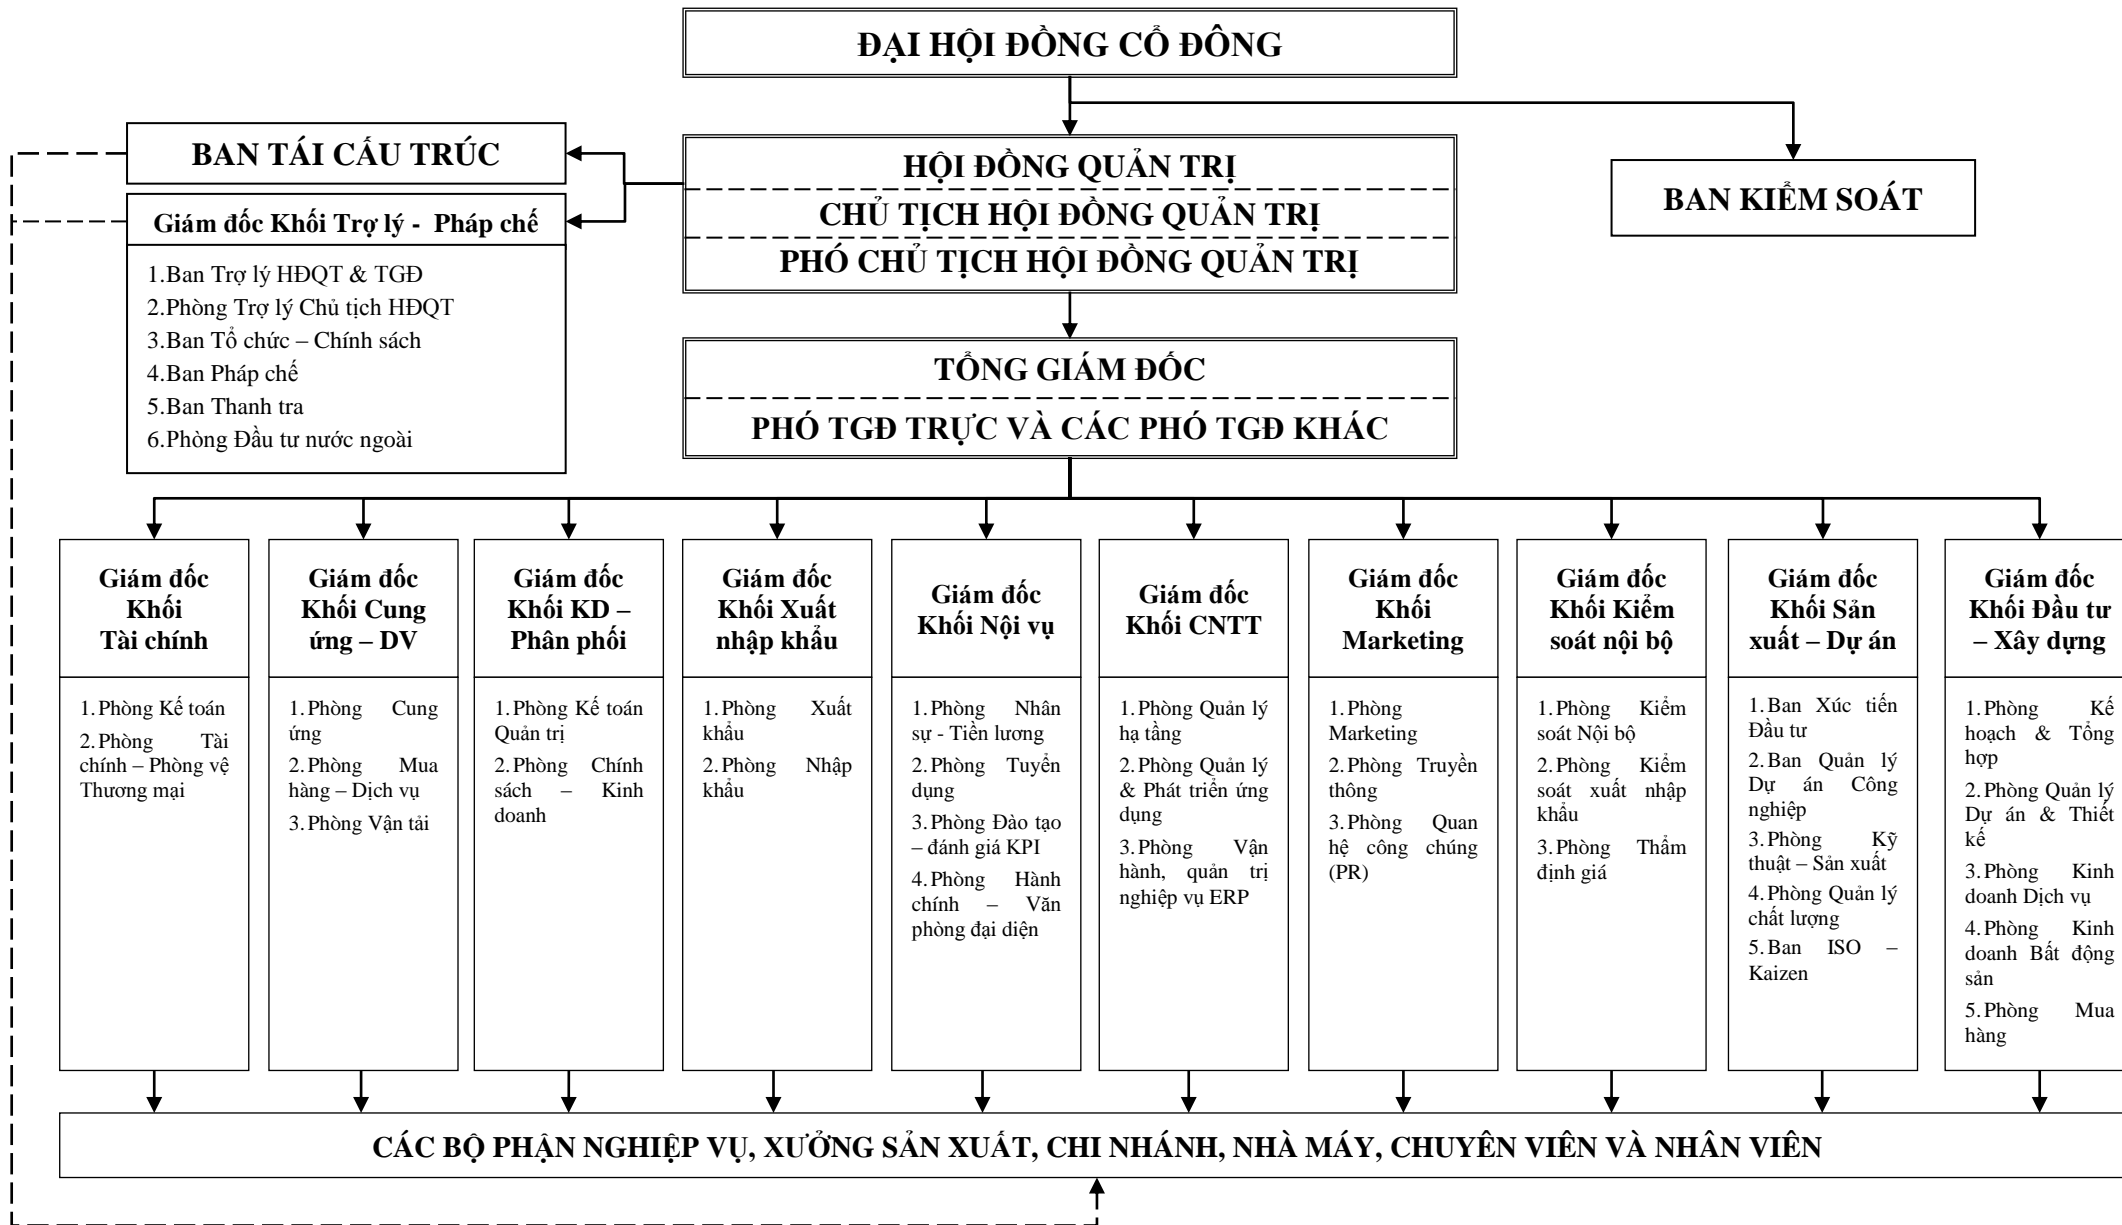 ĐẠI HỘI ĐỒNG CỔ ĐÔNG
BAN TÁI CẤU TRÚC
HỘI ĐỒNG QUẢN TRỊ
CHỦ TỊCH HỘI ĐỒNG QUẢN TRỊ
PHÓ CHỦ TỊCH HỘI ĐỒNG QUẢN TRỊ
BAN KIỂM SOÁT
Giám đốc Khối Trợ lý - Pháp chế
1.Ban Trợ lý HĐQT & TGĐ
2.Phòng Trợ lý Chủ tịch HĐQT
3.Ban Tổ chức – Chính sách
4.Ban Pháp chế
5.Ban Thanh tra
6.Phòng Đầu tư nước ngoài
TỔNG GIÁM ĐỐC
PHÓ TGĐ TRỰC VÀ CÁC PHÓ TGĐ KHÁC
Giám đốc
Khối
Tài chính
1.Phòng Kế toán
2.Phòng Tài
chính – Phòng vệ
Thương mại
Giám đốc
Khối Cung
ứng – DV
1.Phòng Cung
ứng
2.Phòng Mua
hàng – Dịch vụ
3.Phòng Vận tải
Giám đốc
Khối KD –
Phân phối
1.Phòng Kế toán
Quản trị
2.Phòng Chính
sách – Kinh
doanh
Giám đốc
Khối Xuất
nhập khẩu
1.Phòng Xuất
khẩu
2.Phòng Nhập
khẩu
Giám đốc
Khối Nội vụ
1.Phòng Nhân
sự - Tiền lương
2.Phòng Tuyển
dụng
3.Phòng Đào tạo
– đánh giá KPI
4.Phòng Hành
chính – Văn
phòng đại diện
Giám đốc
Khối CNTT
1.Phòng Quản lý
hạ tầng
2.Phòng Quản lý
& Phát triển ứng
dụng
3.Phòng Vận
hành, quản trị
nghiệp vụ ERP
Giám đốc
Khối
Marketing
1.Phòng
Marketing
2.Phòng Truyền
thông
3.Phòng Quan
hệ công chúng
(PR)
Giám đốc
Khối Kiểm
soát nội bộ
1.Phòng Kiểm
soát Nội bộ
2.Phòng Kiểm
soát xuất nhập
khẩu
3.Phòng Thẩm
định giá
Giám đốc
Khối Sản
xuất – Dự án
1.Ban Xúc tiến
Đầu tư
2.Ban Quản lý
Dự án Công
nghiệp
3.Phòng Kỹ
thuật – Sản xuất
4.Phòng Quản lý
chất lượng
5.Ban ISO –
Kaizen
Giám đốc
Khối Đầu tư
– Xây dựng
1.Phòng Kế
hoạch & Tổng
hợp
2.Phòng Quản lý
Dự án & Thiết
kế
3.Phòng Kinh
doanh Dịch vụ
4.Phòng Kinh
doanh Bất động
sản
5.Phòng Mua
hàng
CÁC BỘ PHẬN NGHIỆP VỤ, XƯỞNG SẢN XUẤT, CHI NHÁNH, NHÀ MÁY, CHUYÊN VIÊN VÀ NHÂN VIÊN